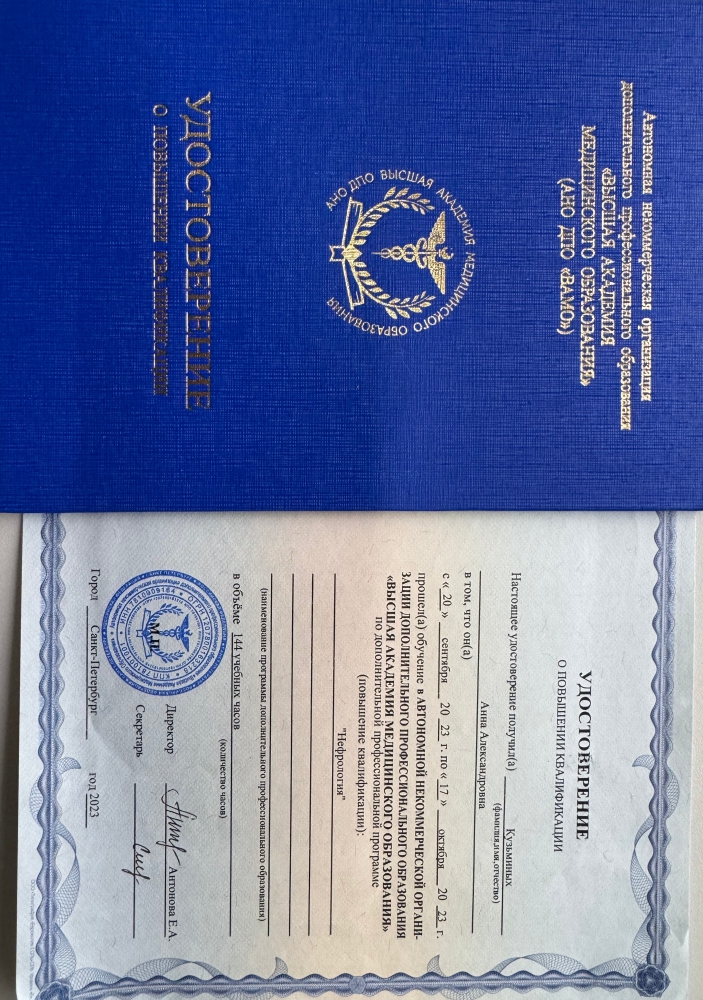 Автономная некоммерческая организация
дополнительного профессионального образования
«ВЫСШАЯ АКАДЕМИЯ
МЕДИЦИНСКОГО ОБРАЗОВАНИЯ»
(АНО ДПО «ВАМО»)
АНО ДПО ВЫСШАЯ АКАДЕМИЯ МЕДИЦИНСКОГО ОБРАЗОВАНИЯ
УДОСТОВЕРЕНИЕ
О ПОВЫШЕНИИ КВАЛИФИКАЦИИ
УДОСТОВЕРЕНИЕ
О ПОВЫШЕНИИ КВАЛИФИКАЦИИ
Настоящее удостоверение получил(а) Кузьминых
(фамилия,имя,отчество)
Анна Александровна
в том, что он(а)
с « 20 » сентября 20 23 г. по « 17 » октября 20 23 г.
прошел(а) обучение в АВТОНОМНОЙ НЕКОММЕРЧЕСКОЙ ОРГАНИ-
ЗАЦИИ ДОПОЛНИТЕЛЬНОГО ПРОФЕССИОНАЛЬНОГО ОБРАЗОВАНИЯ
«ВЫСШАЯ АКАДЕМИЯ МЕДИЦИНСКОГО ОБРАЗОВАНИЯ»
по дополнительной профессиональной программе
(повышение квалификации):
"Нефрология"
(наименование программы дополнительного профессионального образования)
в объёме 144 учебных часов
(количество часов)
М.П.
Директор Антонова Е.А.
Секретарь
Город Санкт-Петербург год 2023